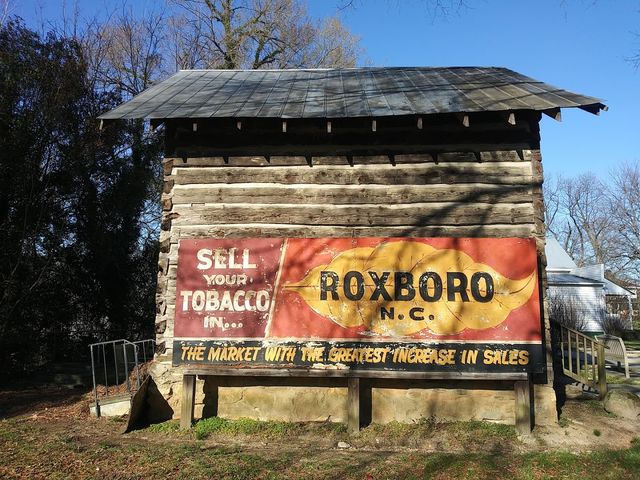 SELL
YOUR
TOBACCO
IN...
ROXBORO
N.C.
THE MARKET WITH THE GREATEST INCREASE IN SALES